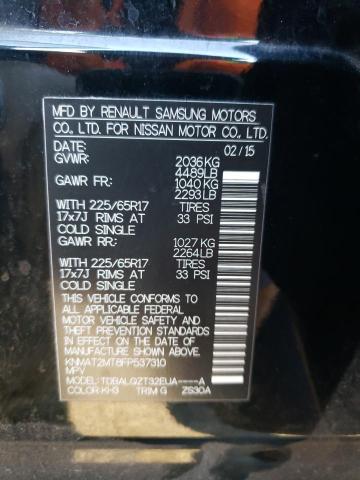 MFD BY RENAULT SAMSUNG MOTORS
CO. LTD. FOR NISSAN MOTOR CO., LTD.
DATE: 02/15
GVWR: 2036KG
4489LB
GAWR FR: 1040KG
2293LB
WITH 225/65R17 TIRES
17x7J RIMS AT 33 PSI
COLD SINGLE
GAWR RR: 1027 KG
2264LB
WITH 225/65R17 TIRES
17x7J RIMS AT 33 PSI
COLD SINGLE
THIS VEHICLE CONFORMS TO
ALL APPLICABLE FEDERAL
MOTOR VEHICLE SAFETY AND
THEFT PREVENTION STANDARDS
IN EFFECT ON THE DATE OF
MANUFACTURE SHOWN ABOVE.
KNMAT2MT8FP537310
MPV
MODEL: TDBALQZT32EUA----A
COLOR:KH3 TRIM:G ZS30A